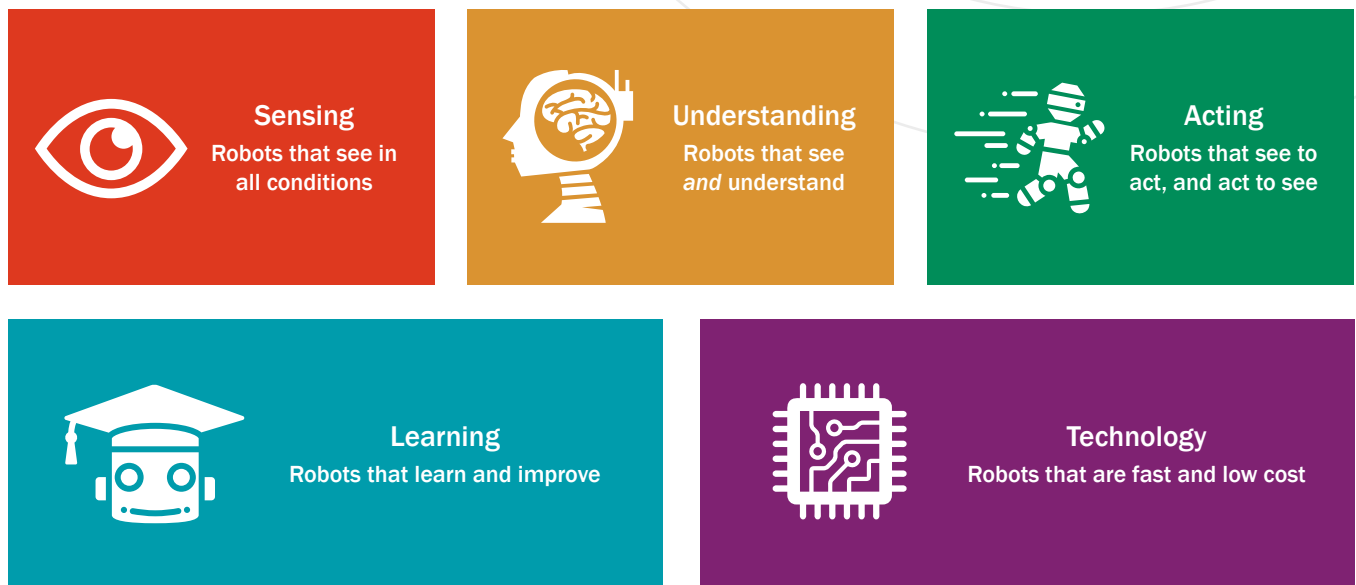 Sensing
Robots that see in
all conditions
Understanding
Robots that see
and understand
Acting
Robots that see to
act, and act to see
Learning
Robots that learn and improve
Technology
Robots that are fast and low cost